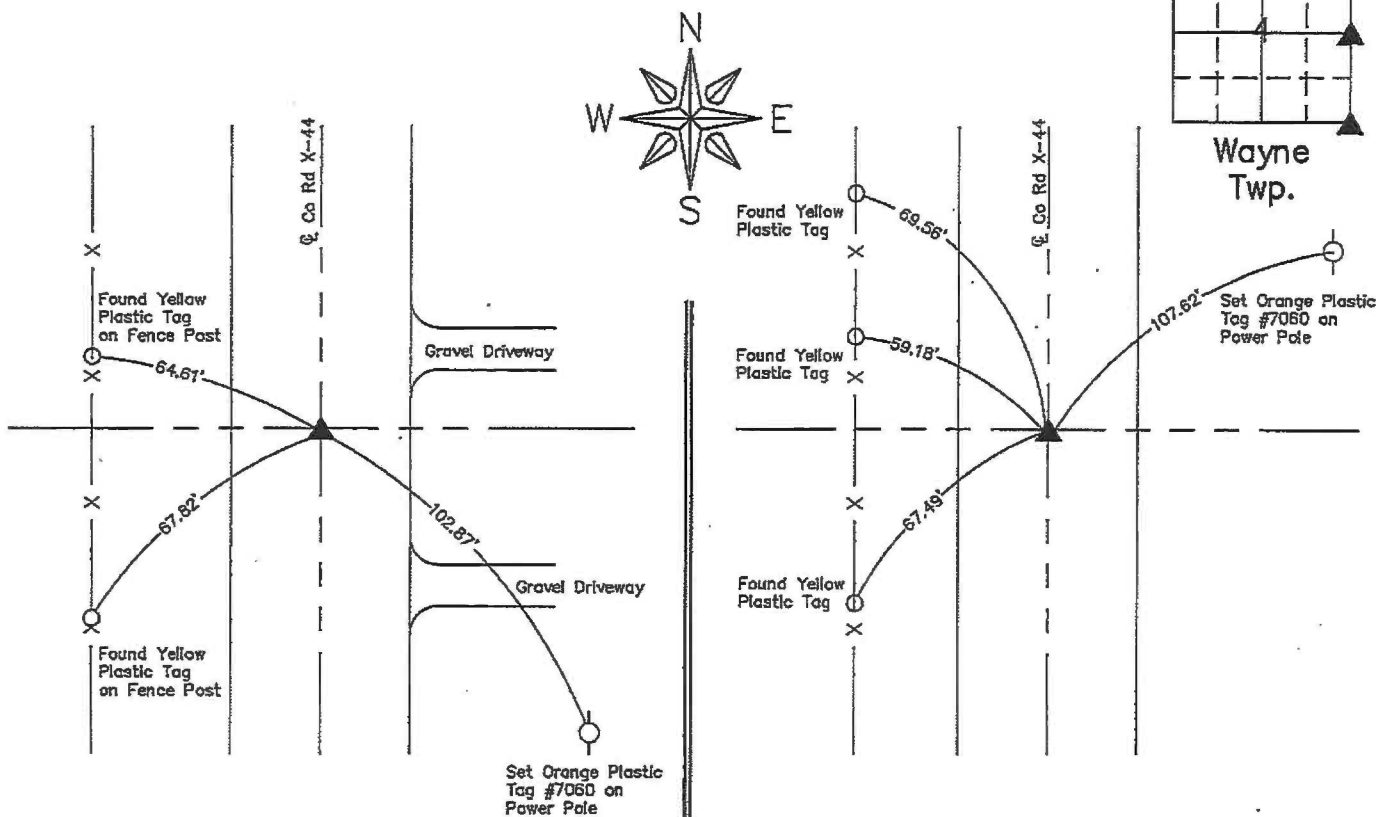 N
W E
S
4
Wayne
Twp.
℄ Co Rd X-44
Found Yellow
Plastic Tag
on Fence Post
64.61'
Gravel Driveway
67.82'
102.87'
Gravel Driveway
Found Yellow
Plastic Tag
on Fence Post
Set Orange Plastic
Tag #7060 on
Power Pole
℄ Co Rd X-44
Found Yellow
Plastic Tag
69.56'
107.62'
Set Orange Plastic
Tag #7060 on
Power Pole
Found Yellow
Plastic Tag
59.18'
67.49'
Found Yellow
Plastic Tag